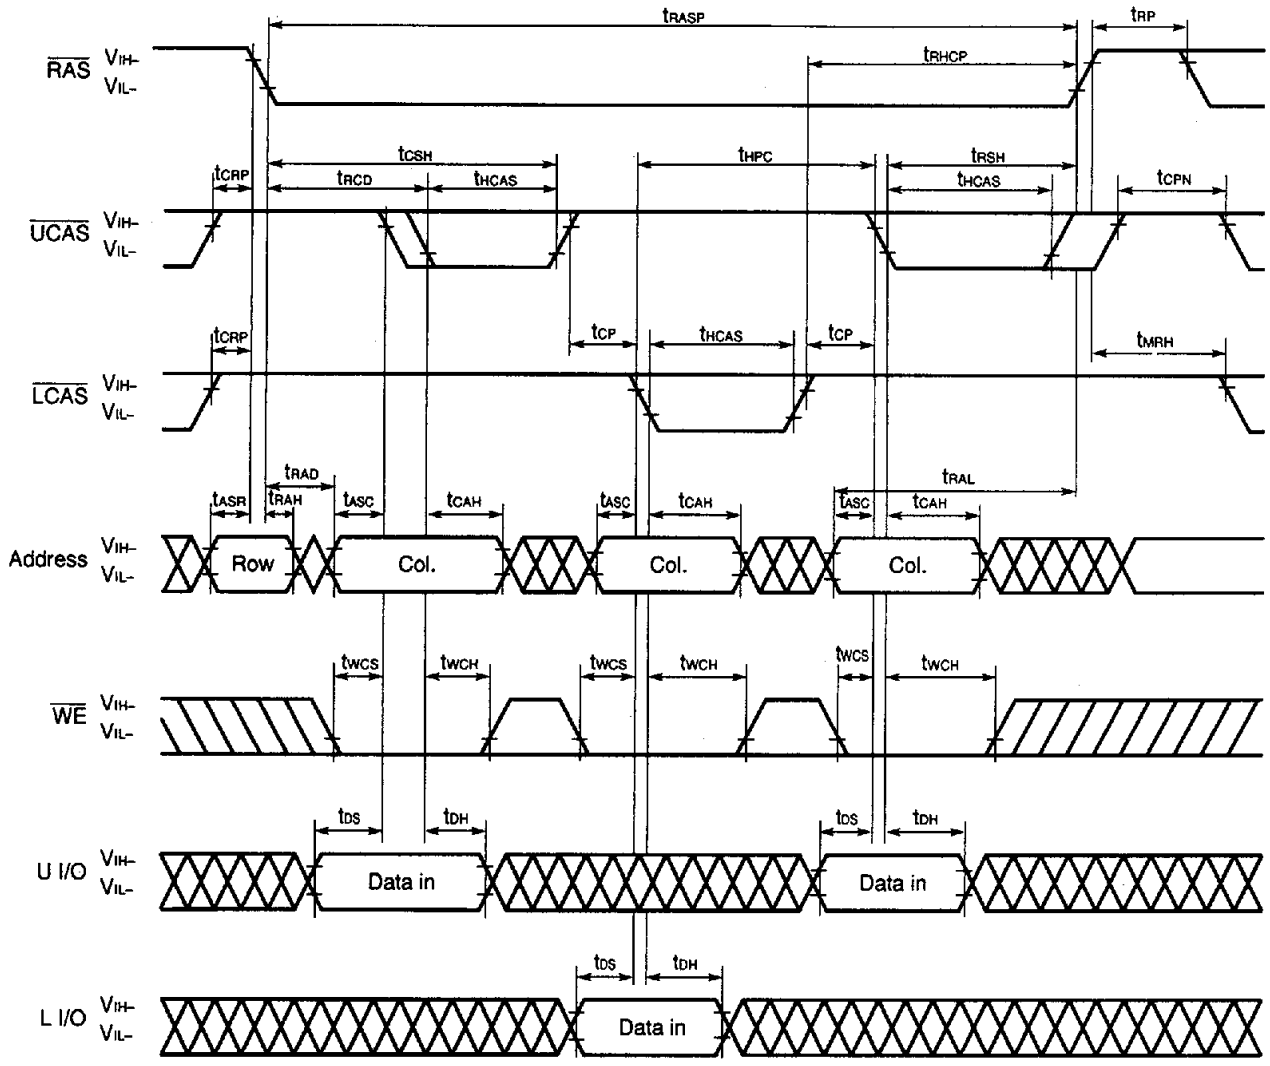 tRASP tRP
RAS VIH– tRHCP
VIL–
tCSH tHPC tRSH
tCRP tRCD tHCAS tHCAS tCPN
UCAS VIH–
VIL–
tCRP tCP tHCAS tCP tMRH
LCAS VIH–
VIL–
tRAD tRAL
tASR tRAH tASC tCAH tASC tCAH tASC tCAH
Address VIH– Row Col. Col. Col.
VIL–
tWCS tWCH tWCS tWCH tWCS tWCH
WE VIH–
VIL–
tDS tDH tDS tDH
U I/O VIH– Data in Data in
VIL–
tDS tDH
L I/O VIH– Data in
VIL–